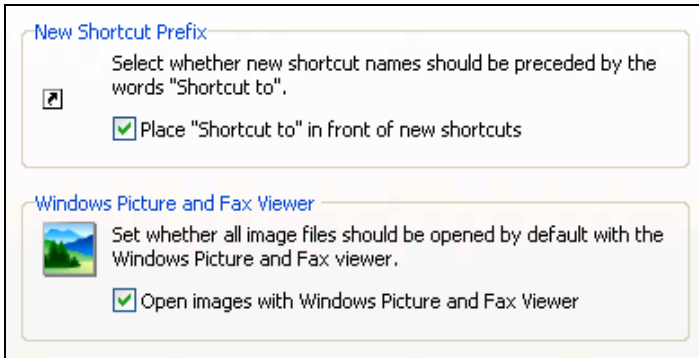 New Shortcut Prefix
Select whether new shortcut names should be preceded by the
words "Shortcut to".
Place "Shortcut to" in front of new shortcuts
Windows Picture and Fax Viewer
Set whether all image files should be opened by default with the
Windows Picture and Fax viewer.
Open images with Windows Picture and Fax Viewer